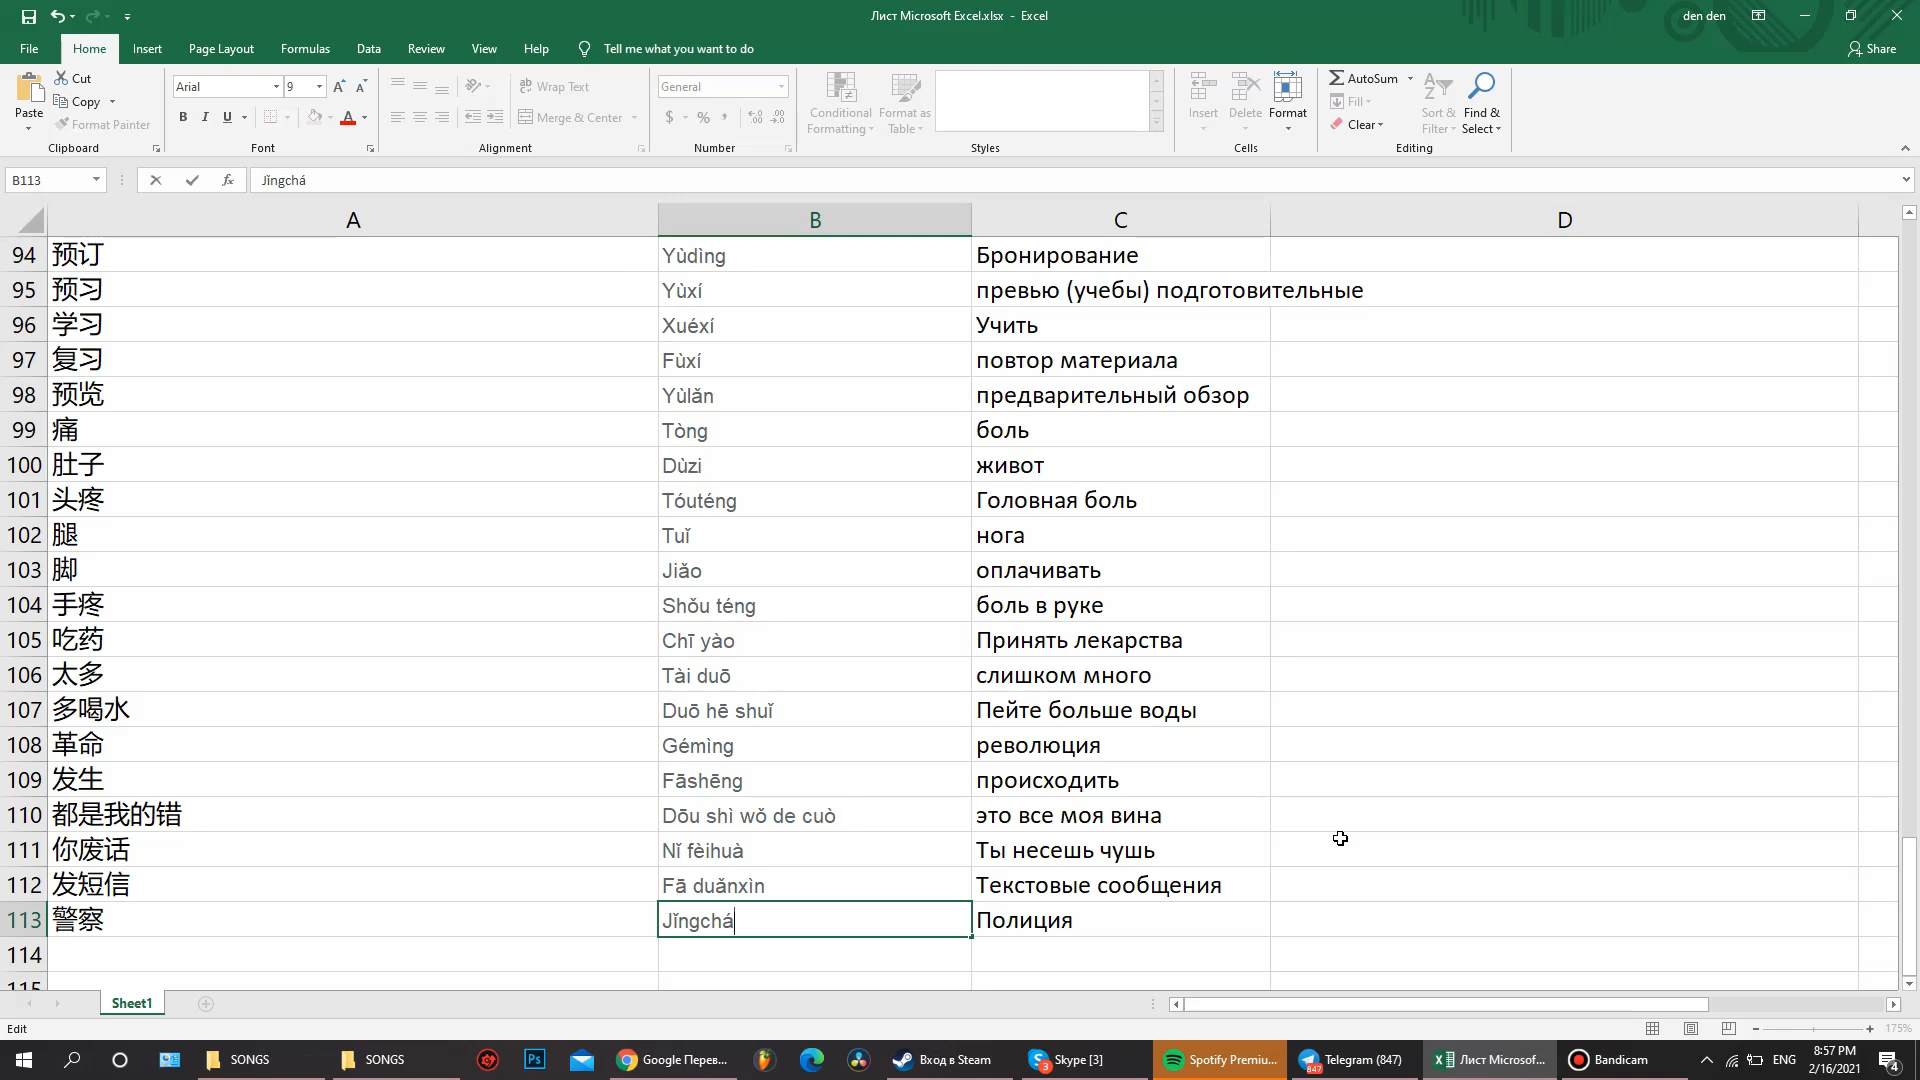 Лист Microsoft Excel.xlsx - Excel
den den
File Home Insert Page Layout Formulas Data Review View Help Tell me what you want to do Share
Cut
Copy
Format Painter
Paste
Clipboard
Arial 9
B I U
Font
Wrap Text
Merge & Center
Alignment
General
$ % ,
Number
Conditional Formatting
Format as Table
Styles
Insert Delete Format
Cells
AutoSum
Fill
Clear
Sort & Filter
Find & Select
Editing
B113 fx Jǐngchá
A B C D
94 预订 Yùdìng Бронирование
95 预习 Yùxí превью (учебы) подготовительные
96 学习 Xuéxí Учить
97 复习 Fùxí повтор материала
98 预览 Yùlǎn предварительный обзор
99 痛 Tòng боль
100 肚子 Dùzi живот
101 头疼 Tóuténg Головная боль
102 腿 Tuǐ нога
103 脚 Jiǎo оплачивать
104 手疼 Shǒu téng боль в руке
105 吃药 Chī yào Принять лекарства
106 太多 Tài duō слишком много
107 多喝水 Duō hē shuǐ Пейте больше воды
108 革命 Gémìng революция
109 发生 Fāshēng происходить
110 都是我的错 Dōu shì wǒ de cuò это все моя вина
111 你废话 Nǐ fèihuà Ты несешь чушь
112 发短信 Fā duǎnxìn Текстовые сообщения
113 警察 Jǐngchá Полиция
114
115
Sheet1
Edit
175%
SONGS SONGS Ps Google Перев... Вход в Steam Skype [3] Spotify Premiu... Telegram (847) Лист Microsof... Bandicam ENG
8:57 PM
2/16/2021